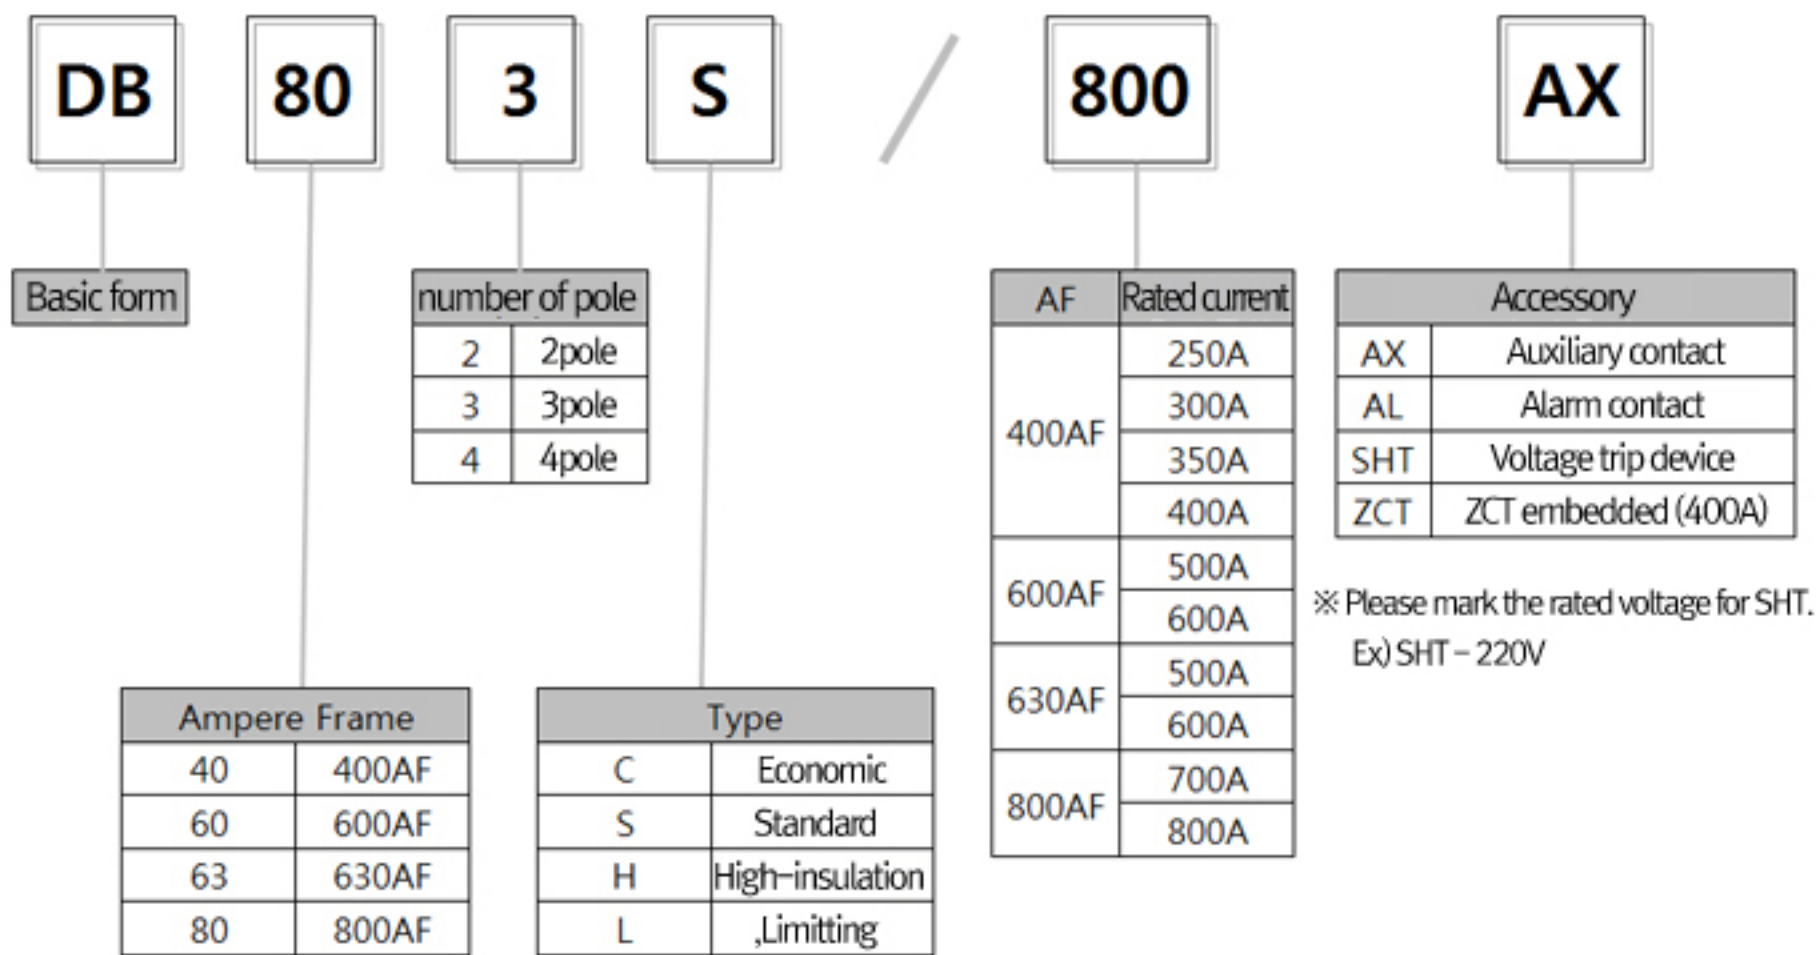 DB 80 3 S / 800 AX
Basic form
number of pole
2 2pole
3 3pole
4 4pole
AF Rated current
400AF 250A
300A
350A
400A
600AF 500A
600A
630AF 500A
600A
800AF 700A
800A
Accessory
AX Auxiliary contact
AL Alarm contact
SHT Voltage trip device
ZCT ZCT embedded (400A)
※ Please mark the rated voltage for SHT.
Ex) SHT – 220V
Ampere Frame
40 400AF
60 600AF
63 630AF
80 800AF
Type
C Economic
S Standard
H High-insulation
L ,Limitting